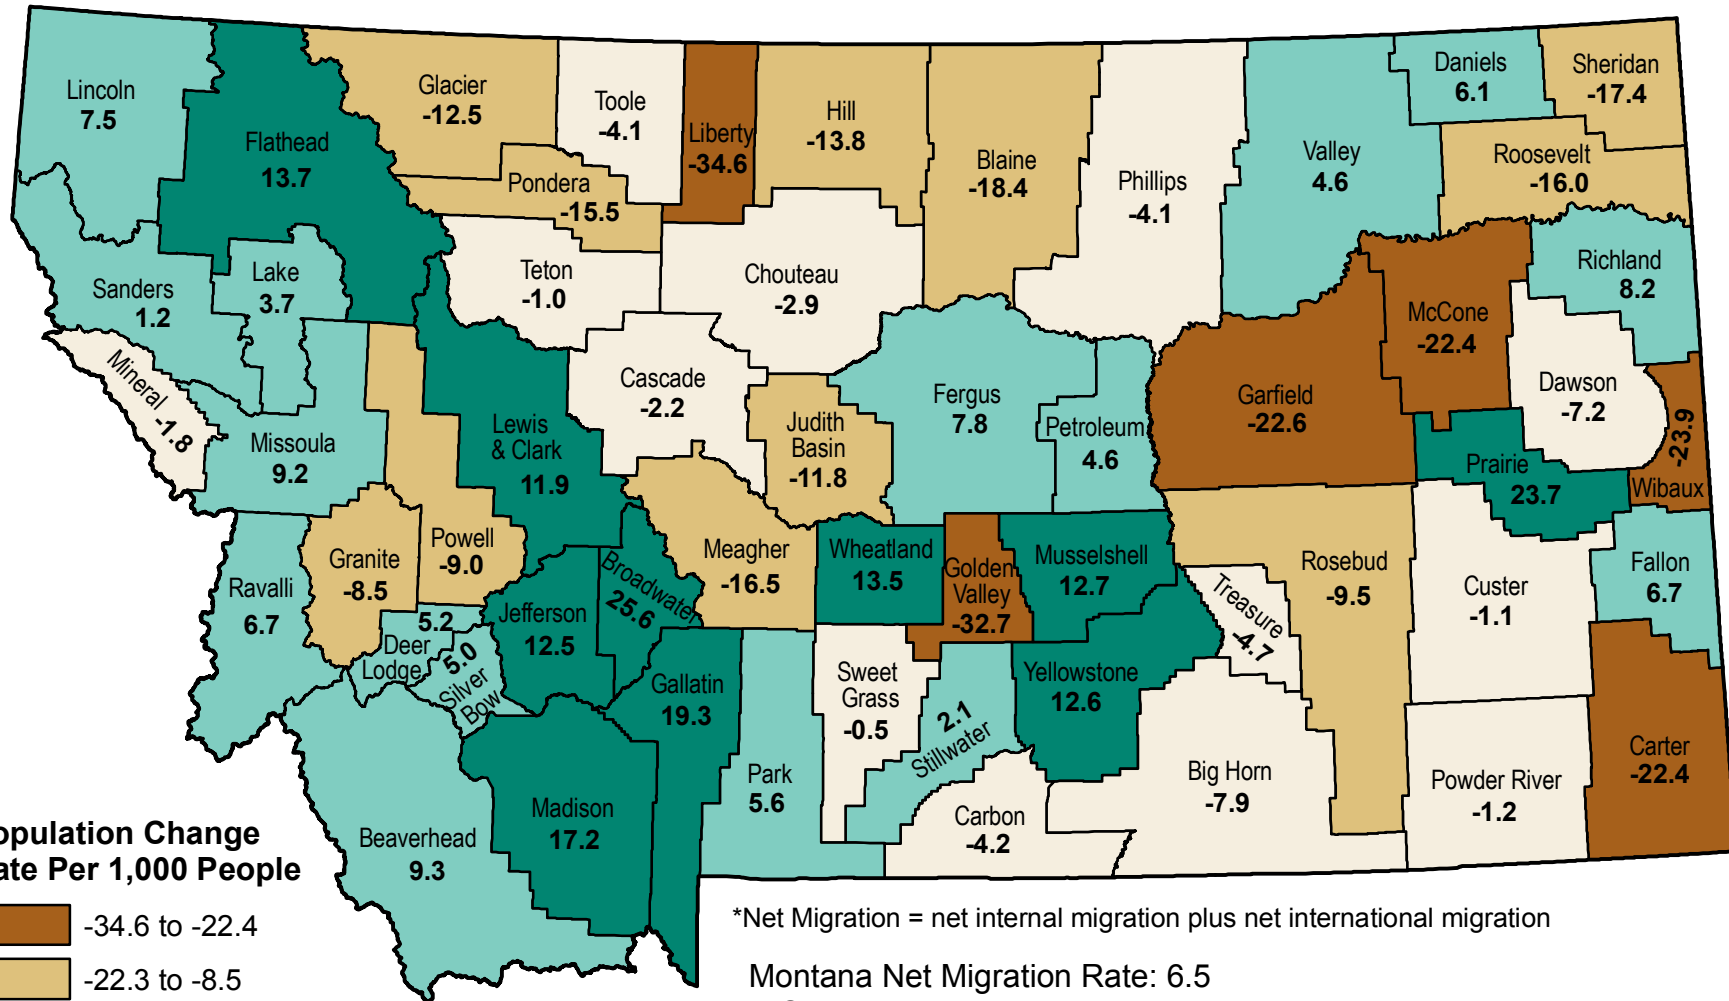 Lincoln
7.5
Flathead
13.7
Glacier
-12.5
Toole
-4.1
Liberty
-34.6
Hill
-13.8
Blaine
-18.4
Phillips
-4.1
Valley
4.6
Daniels
6.1
Sheridan
-17.4
Roosevelt
-16.0
Pondera
-15.5
Sanders
1.2
Lake
3.7
Teton
-1.0
Chouteau
-2.9
McCone
-22.4
Richland
8.2
Mineral -1.8
Missoula
9.2
Lewis
& Clark
11.9
Cascade
-2.2
Judith
Basin
-11.8
Fergus
7.8
Petroleum
4.6
Garfield
-22.6
Dawson
-7.2
Prairie
23.7
-23.9
Wibaux
Ravalli
6.7
Granite
-8.5
Powell
-9.0
Jefferson
12.5
Broadwater
25.6
Meagher
-16.5
Wheatland
13.5
Golden
Valley
-32.7
Musselshell
12.7
Treasure
-4.7
Rosebud
-9.5
Custer
-1.1
Fallon
6.7
5.2
Deer
Lodge
5.0
Silver
Bow
Gallatin
19.3
Sweet
Grass
-0.5
2.1
Stillwater
Yellowstone
12.6
Beaverhead
9.3
Madison
17.2
Park
5.6
Carbon
-4.2
Big Horn
-7.9
Powder River
-1.2
Carter
-22.4
opulation Change
ate Per 1,000 People
-34.6 to -22.4
-22.3 to -8.5
*Net Migration = net internal migration plus net international migration
Montana Net Migration Rate: 6.5